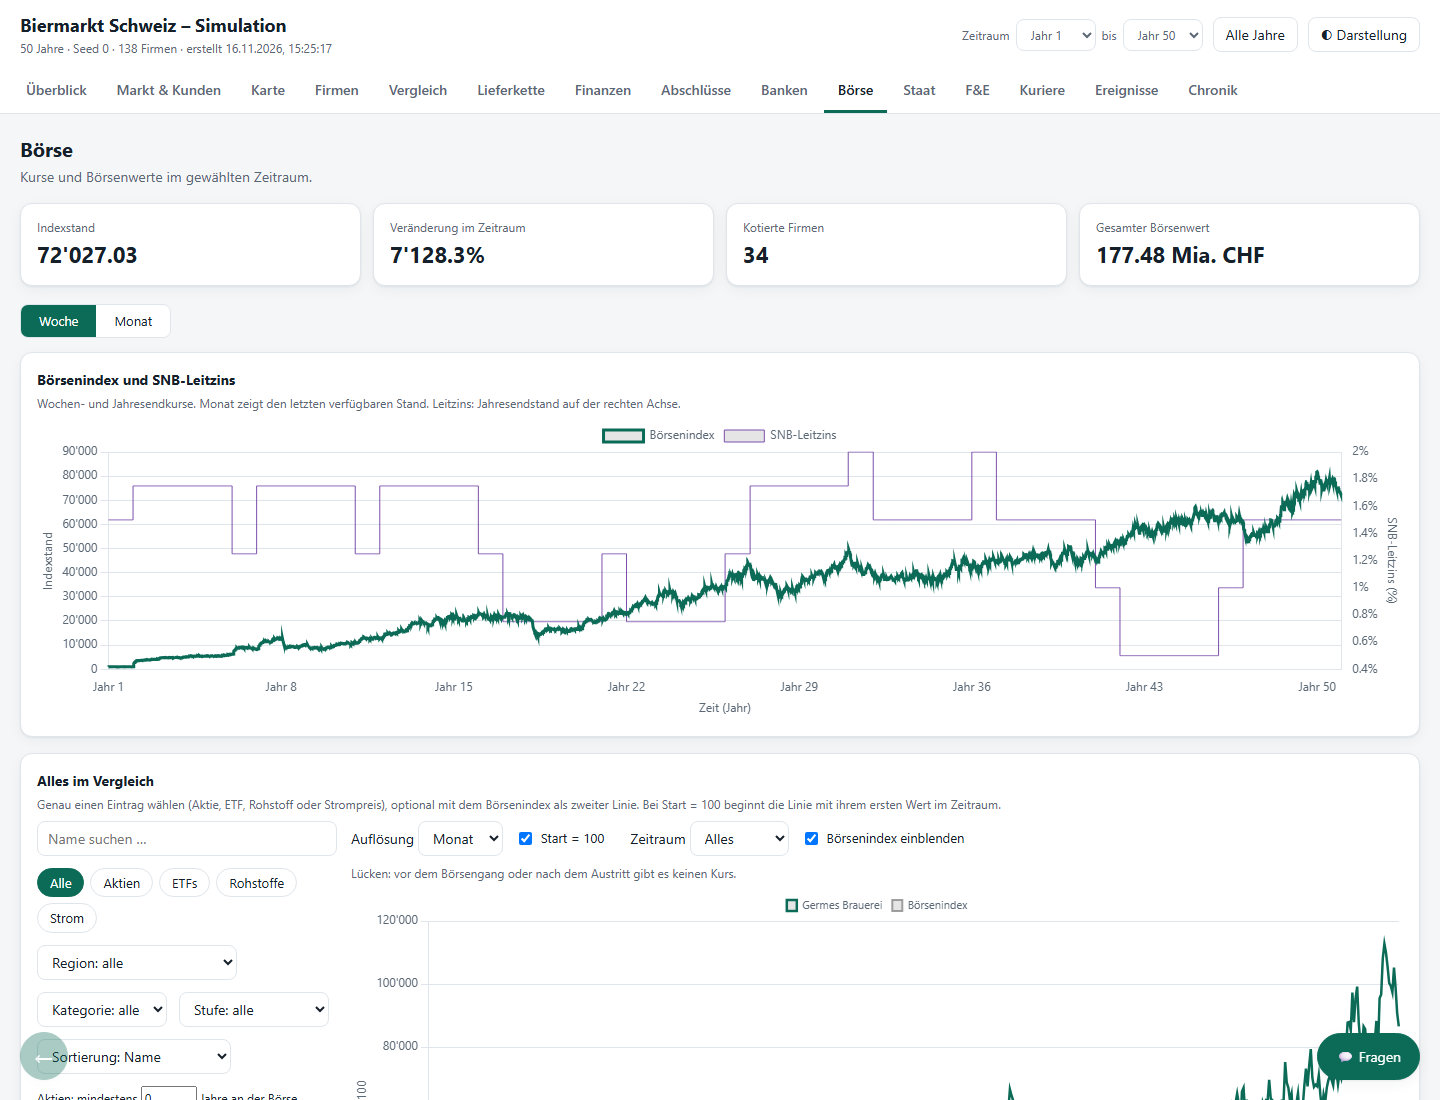 Biermarkt Schweiz – Simulation
50 Jahre · Seed 0 · 138 Firmen · erstellt 16.11.2026, 15:25:17
Zeitraum Jahr 1 bis Jahr 50 Alle Jahre Darstellung
Überblick Markt & Kunden Karte Firmen Vergleich Lieferkette Finanzen Abschlüsse Banken Börse Staat F&E Kuriere Ereignisse Chronik
Börse
Kurse und Börsenwerte im gewählten Zeitraum.
Indexstand
72'027.03
Veränderung im Zeitraum
7'128.3%
Kotierte Firmen
34
Gesamter Börsenwert
177.48 Mia. CHF
Woche Monat
Börsenindex und SNB-Leitzins
Wochen- und Jahresendkurse. Monat zeigt den letzten verfügbaren Stand. Leitzins: Jahresendstand auf der rechten Achse.
Börsenindex SNB-Leitzins
90'000
80'000
70'000
60'000
50'000
40'000
30'000
20'000
10'000
0
Indexstand
2%
1.8%
1.6%
1.4%
1.2%
1%
0.8%
0.6%
0.4%
SNB-Leitzins (%)
Jahr 1 Jahr 8 Jahr 15 Jahr 22 Jahr 29 Jahr 36 Jahr 43 Jahr 50
Zeit (Jahr)
Alles im Vergleich
Genau einen Eintrag wählen (Aktie, ETF, Rohstoff oder Strompreis), optional mit dem Börsenindex als zweiter Linie. Bei Start = 100 beginnt die Linie mit ihrem ersten Wert im Zeitraum.
Name suchen ...
Alle Aktien ETFs Rohstoffe
Strom
Region: alle
Kategorie: alle Stufe: alle
Sortierung: Name
Aktien: mindestens 0 Jahre an der Börse
Auflösung Monat Start = 100 Zeitraum Alles Börsenindex einblenden
Lücken: vor dem Börsengang oder nach dem Austritt gibt es keinen Kurs.
Germes Brauerei Börsenindex
120'000
100'000
80'000
100
Fragen